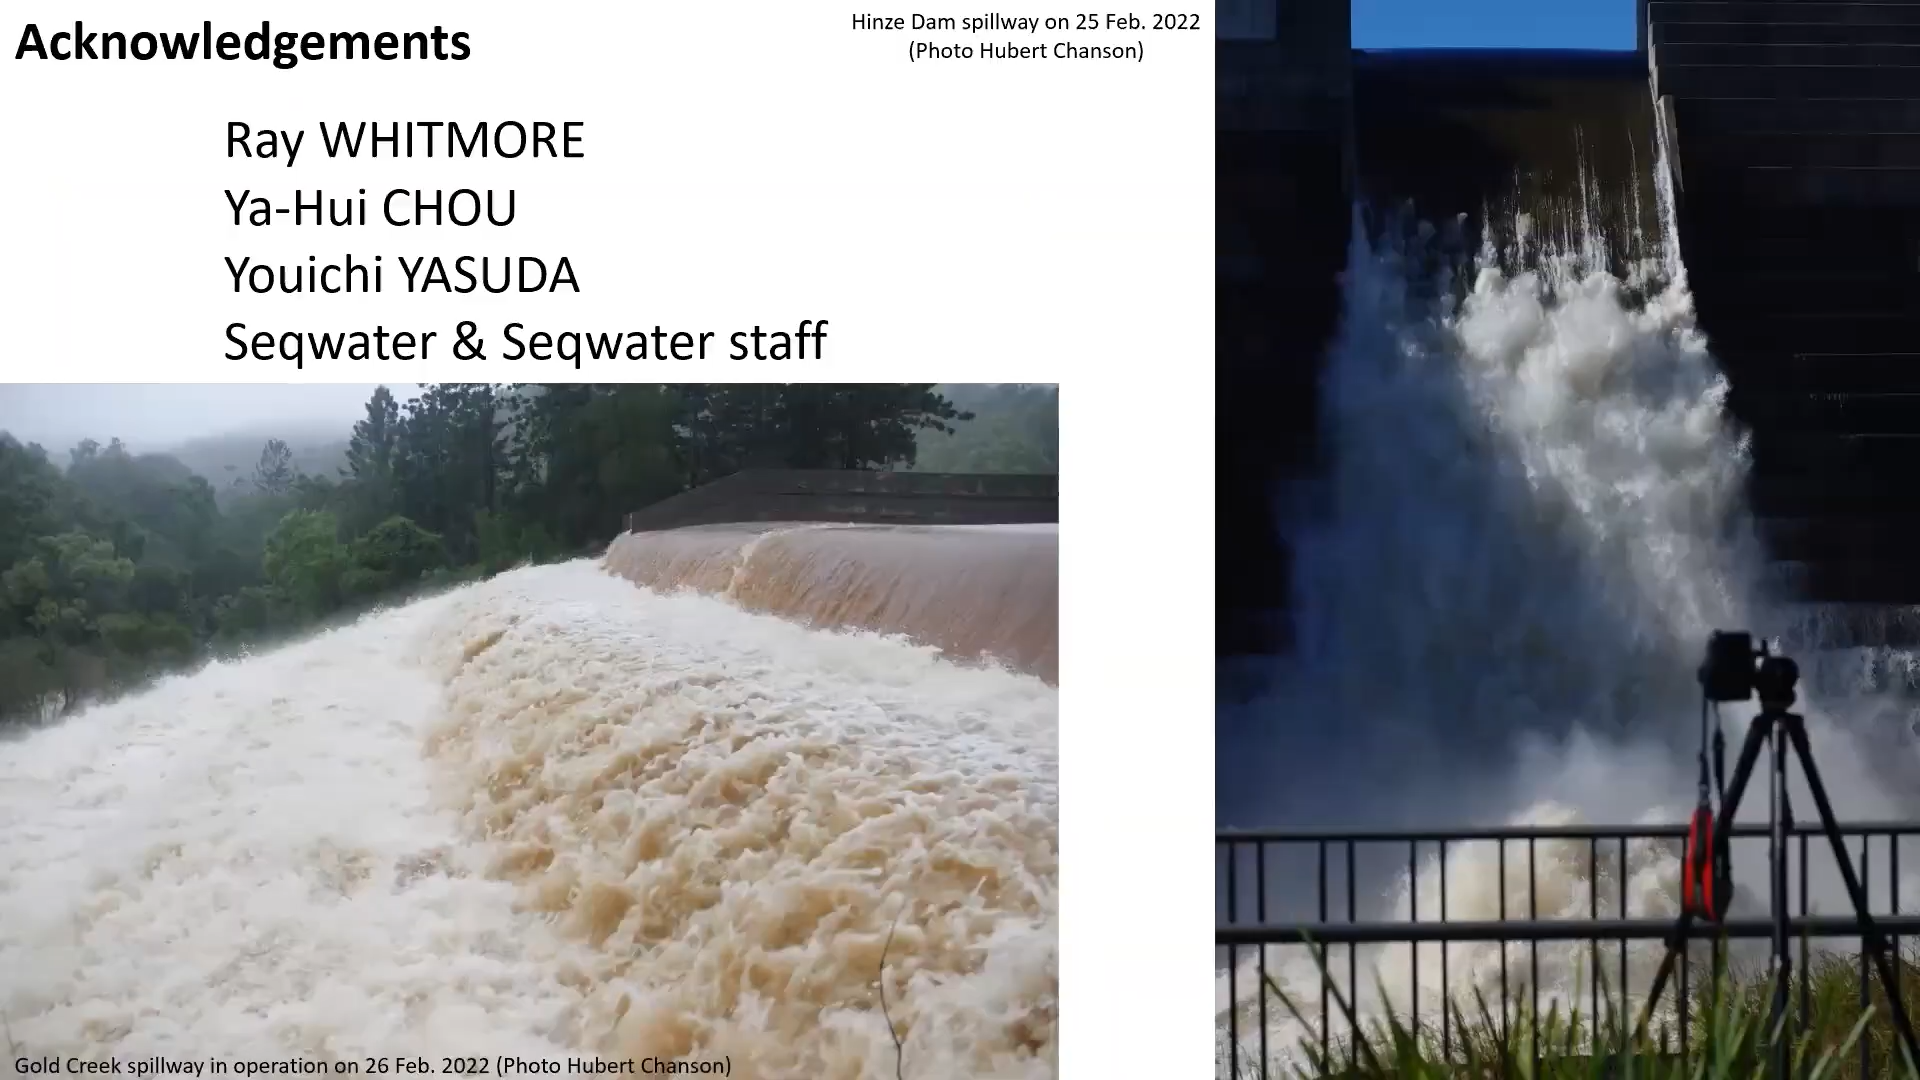 Acknowledgements
Hinze Dam spillway on 25 Feb. 2022
(Photo Hubert Chanson)
Ray WHITMORE
Ya-Hui CHOU
Youichi YASUDA
Seqwater & Seqwater staff
Gold Creek spillway in operation on 26 Feb. 2022 (Photo Hubert Chanson)